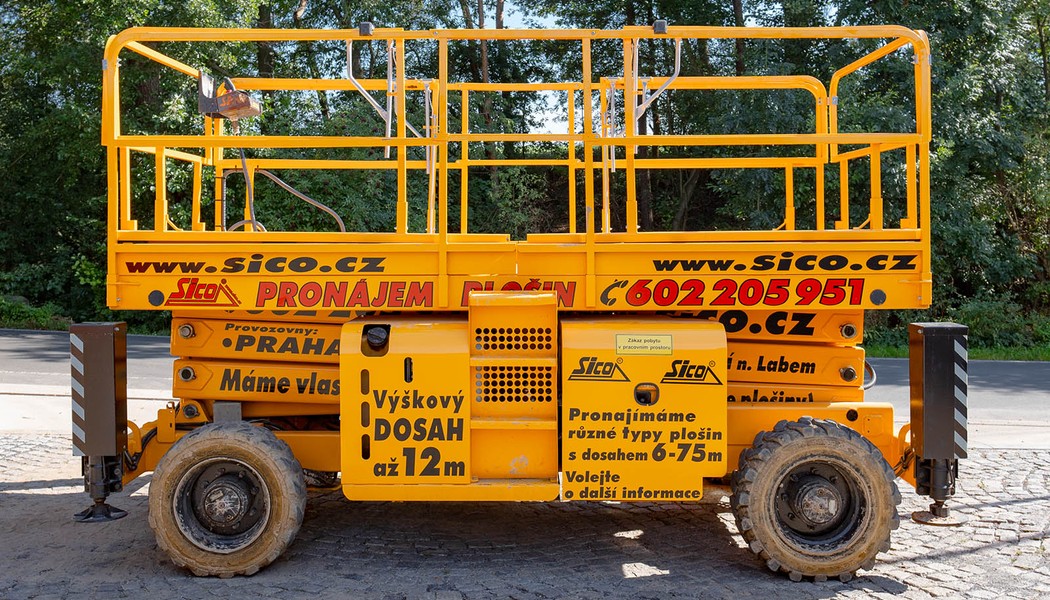 www.sico.cz
www.sico.cz
Sico
PRONÁJEM PLOŠIN
602 205 951
Provozovny:
•PRAHA
co.cz
Máme vlas
n. Labem
plošiny)
Výškový
DOSAH
až 12m
Zákaz pobytu
v pracovním prostoru
Sico
Sico
Pronajímáme
různé typy plošin
s dosahem 6-75m
Volejte
o další informace